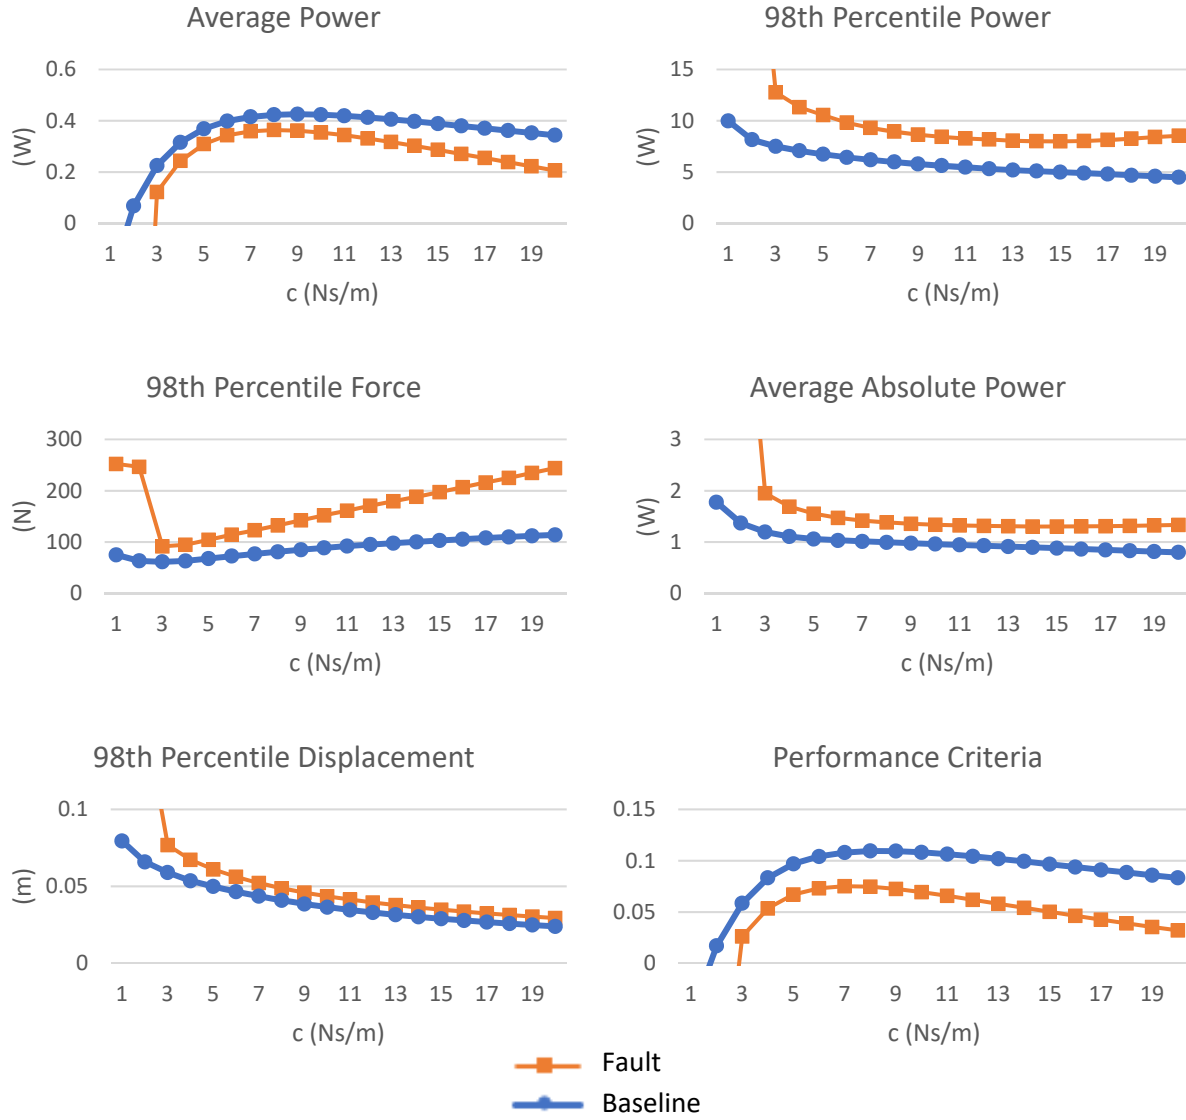 Average Power
0.6
0.4
0.2
0
(W)
1 3 5 7 9 11 13 15 17 19
c (Ns/m)
98th Percentile Power
15
10
5
0
(W)
1 3 5 7 9 11 13 15 17 19
c (Ns/m)
98th Percentile Force
300
200
100
0
(N)
1 3 5 7 9 11 13 15 17 19
c (Ns/m)
Average Absolute Power
3
2
1
0
(W)
1 3 5 7 9 11 13 15 17 19
c (Ns/m)
98th Percentile Displacement
0.1
0.05
0
(m)
1 3 5 7 9 11 13 15 17 19
c (Ns/m)
Performance Criteria
0.15
0.1
0.05
0
1 3 5 7 9 11 13 15 17 19
c (Ns/m)
Fault
Baseline